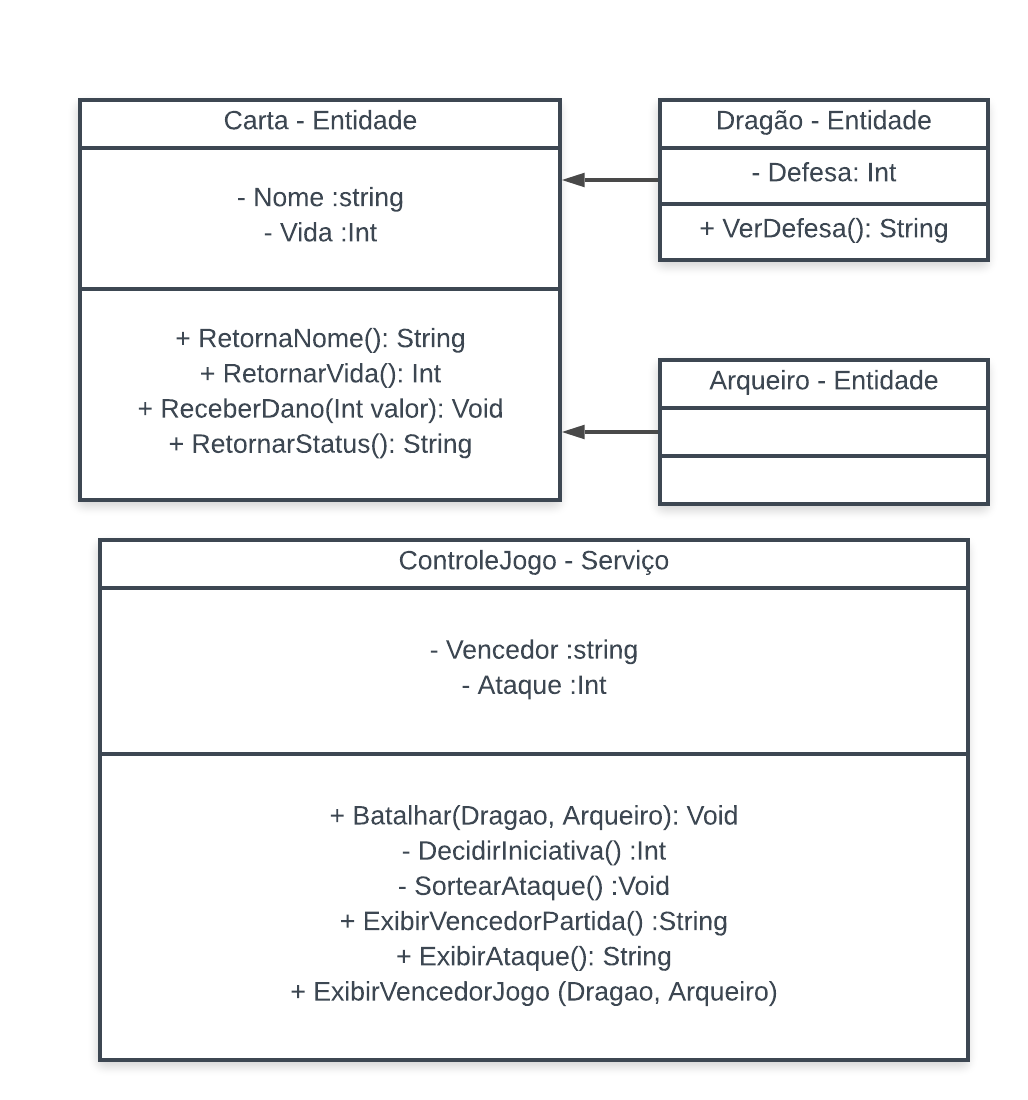 Carta - Entidade
- Nome :string
- Vida :Int
+ RetornaNome(): String
+ RetornarVida(): Int
+ ReceberDano(Int valor): Void
+ RetornarStatus(): String
Dragão - Entidade
- Defesa: Int
+ VerDefesa(): String
Arqueiro - Entidade
ControleJogo - Serviço
- Vencedor :string
- Ataque :Int
+ Batalhar(Dragao, Arqueiro): Void
- DecidirIniciativa() :Int
- SortearAtaque() :Void
+ ExibirVencedorPartida() :String
+ ExibirAtaque(): String
+ ExibirVencedorJogo (Dragao, Arqueiro)